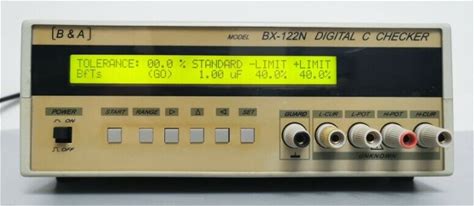 B & A
MODEL BX-122N DIGITAL C CHECKER
TOLERANCE: 00.0 % STANDARD -LIMIT +LIMIT
BfTs (GO) 1.00 uF 40.0% 40.0%
POWER
ON
OFF
START RANGE SET
GUARD L-CUR L-POT H-POT H-CUR
UNKNOWN